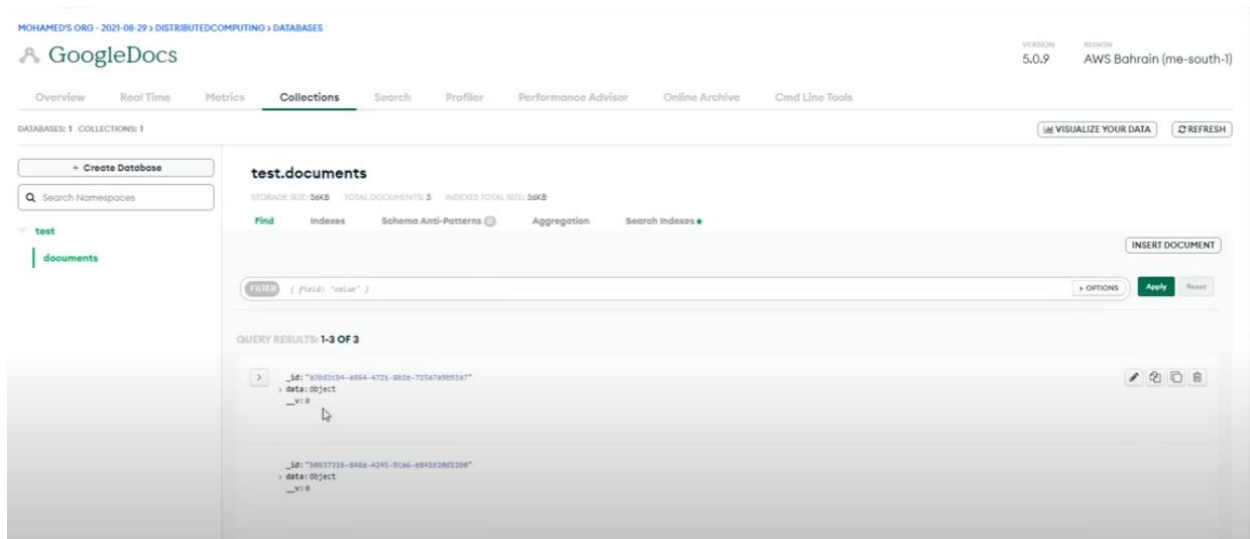 MOHAMED'S ORG - 2021-08-29 > DISTRIBUTEDCOMPUTING > DATABASES
GoogleDocs
VERSION
5.0.9
REGION
AWS Bahrain (me-south-1)
Overview Real Time Metrics Collections Search Profiler Performance Advisor Online Archive Cmd Line Tools
DATABASES: 1 COLLECTIONS: 1
VISUALIZE YOUR DATA
REFRESH
+ Create Database
Search Namespaces
test
documents
test.documents
STORAGE SIZE: 36KB TOTAL DOCUMENTS: 3 INDEXES TOTAL SIZE: 36KB
Find Indexes Schema Anti-Patterns 0 Aggregation Search Indexes
INSERT DOCUMENT
FILTER { field: 'value' }
OPTIONS
Apply
Reset
QUERY RESULTS: 1-3 OF 3
_id:
data: Object
__v: 0
_id:
data: Object
__v: 0